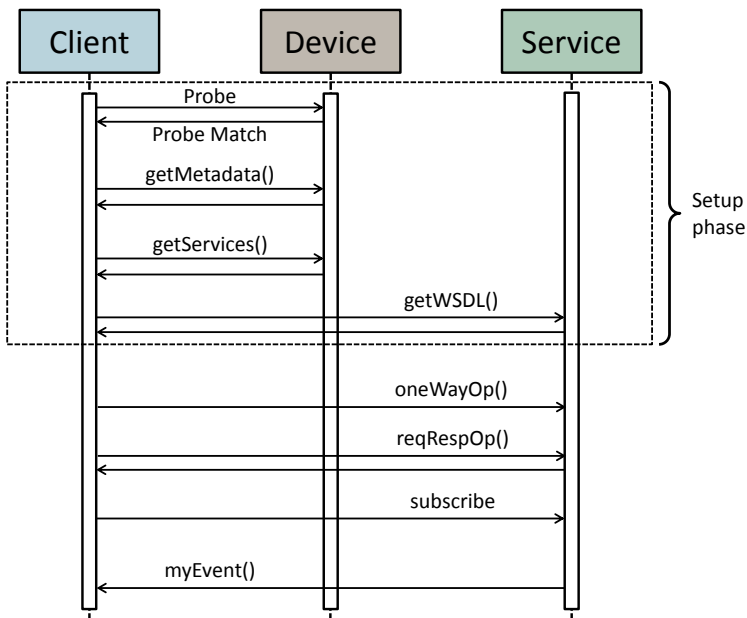 Client
Device
Service
Probe
Probe Match
getMetadata()
getServices()
getWSDL()
Setup
phase
oneWayOp()
reqRespOp()
subscribe
myEvent()